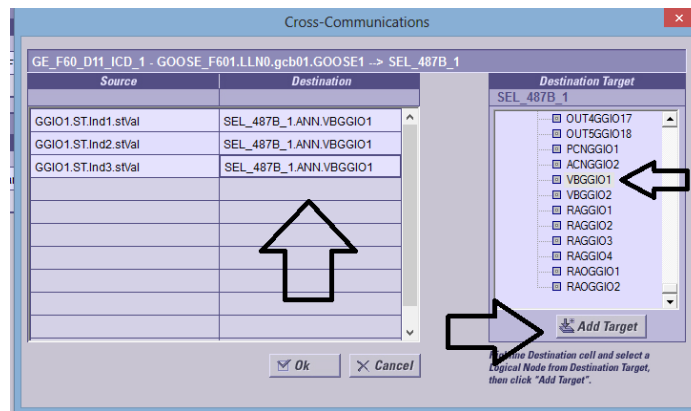 Cross-Communications
GE_F60_D11_ICD_1 - GOOSE_F601.LLN0.gcb01.GOOSE1 --> SEL_487B_1
Source Destination
GGIO1.ST.Ind1.stVal SEL_487B_1.ANN.VBGGIO1
GGIO1.ST.Ind2.stVal SEL_487B_1.ANN.VBGGIO1
GGIO1.ST.Ind3.stVal SEL_487B_1.ANN.VBGGIO1
Ok Cancel
Destination Target
SEL_487B_1
OUT4GGIO17
OUT5GGIO18
PCNGGIO1
ACNGGIO2
VBGGIO1
VBGGIO2
RAGGIO1
RAGGIO2
RAGGIO3
RAGGIO4
RAOGGIO1
RAOGGIO2
Add Target
Destination cell and select a
Logical Node from Destination Target,
then click "Add Target".